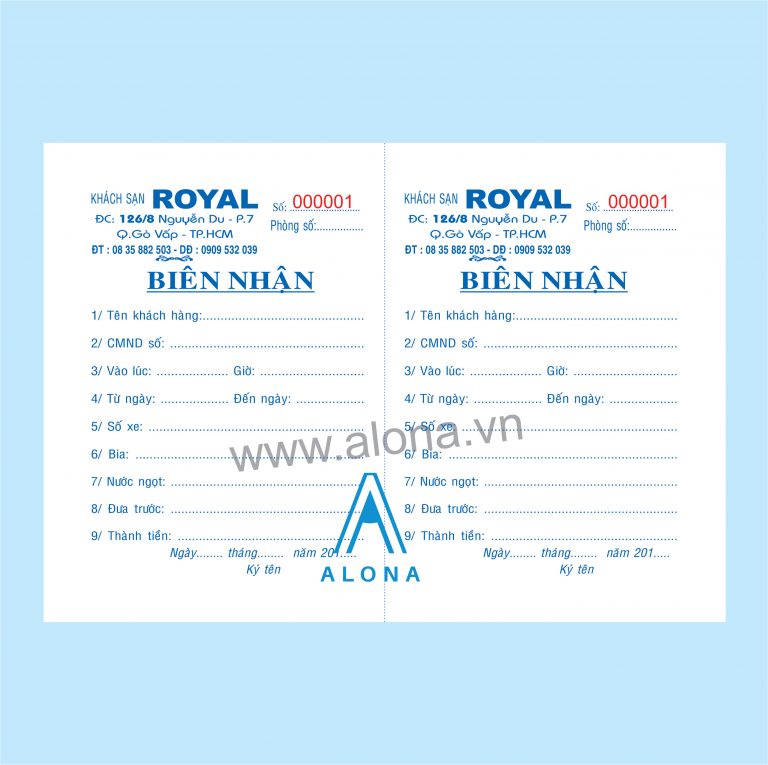 KHÁCH SẠN ROYAL Số: 000001
ĐC: 126/8 Nguyễn Du - P.7 Phòng số:................
Q.Gò Vấp - TP.HCM
ĐT : 08 35 882 503 - DĐ : 0909 532 039
BIÊN NHẬN
1/ Tên khách hàng:............................................
2/ CMND số: .....................................................
3/ Vào lúc: .................... Giờ: .............................
4/ Từ ngày: ................... Đến ngày: ...................
5/ Số xe: ...........................................................
6/ Bia: ...............................................................
7/ Nước ngọt: .....................................................
8/ Đưa trước: .....................................................
9/ Thành tiền: ....................................................
Ngày........ tháng........ năm 201.....
Ký tên
KHÁCH SẠN ROYAL Số: 000001
ĐC: 126/8 Nguyễn Du - P.7 Phòng số:................
Q.Gò Vấp - TP.HCM
ĐT : 08 35 882 503 - DĐ : 0909 532 039
BIÊN NHẬN
1/ Tên khách hàng:............................................
2/ CMND số: .....................................................
3/ Vào lúc: .................... Giờ: .............................
4/ Từ ngày: ................... Đến ngày: ...................
5/ Số xe: ...........................................................
6/ Bia: ...............................................................
7/ Nước ngọt: .....................................................
8/ Đưa trước: .....................................................
9/ Thành tiền: ....................................................
Ngày........ tháng........ năm 201.....
Ký tên
www.alona.vn
ALONA